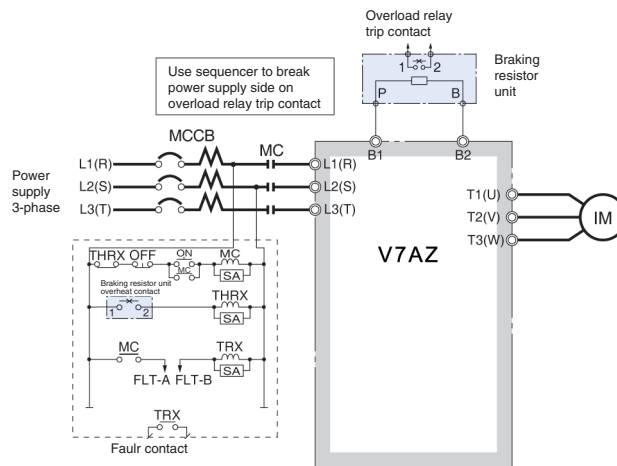 Overload relay
trip contact
1 2
Braking
resistor
unit
P B
Use sequencer to break
power supply side on
overload relay trip contact
B1 B2
MCCB
MC
Power
supply
3-phase
L1(R) L1(R)
L2(S) L2(S)
L3(T) L3(T)
T1(U)
T2(V)
T3(W)
IM
V7AZ
THRX OFF ON MC
MC
SA
Braking resistor unit
overheat contact
1 2
THRX
SA
MC TRX
SA
FLT-A FLT-B
TRX
Faulr contact